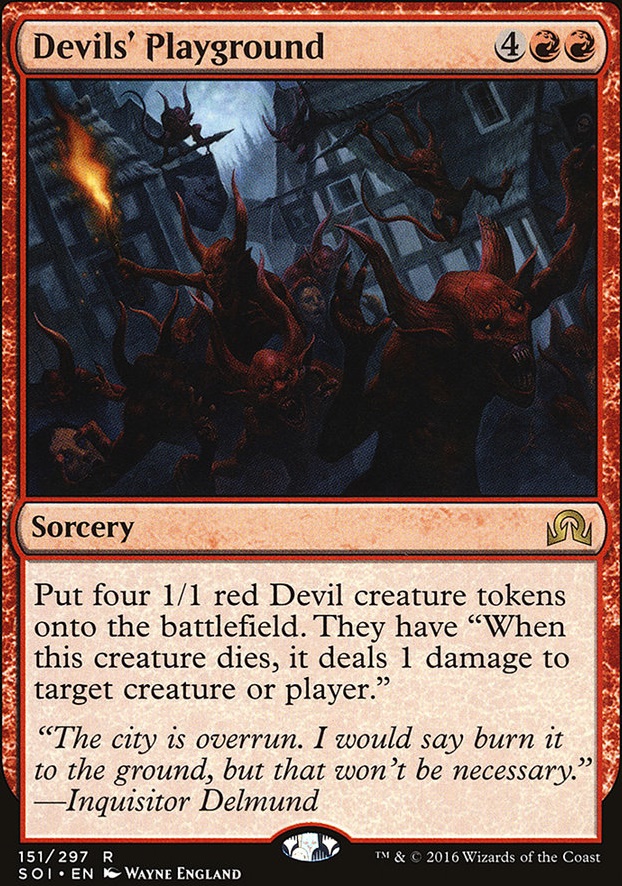 Devils' Playground 4
Sorcery
Put four 1/1 red Devil creature tokens
onto the battlefield. They have “When
this creature dies, it deals 1 damage to
target creature or player.”
“The city is overrun. I would say burn it
to the ground, but that won't be necessary.”
—Inquisitor Delmund
151/297 R
SOI • EN Wayne England
™ & © 2016 Wizards of the Coast